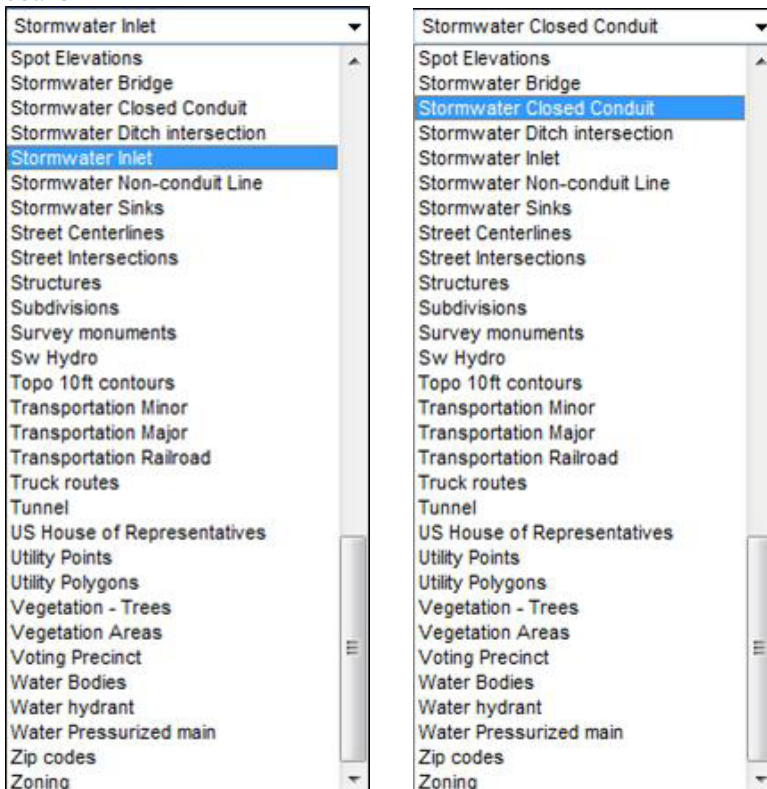 Stormwater Inlet
Spot Elevations
Stormwater Bridge
Stormwater Closed Conduit
Stormwater Ditch intersection
Stormwater Inlet
Stormwater Non-conduit Line
Stormwater Sinks
Street Centerlines
Street Intersections
Structures
Subdivisions
Survey monuments
Sw Hydro
Topo 10ft contours
Transportation Minor
Transportation Major
Transportation Railroad
Truck routes
Tunnel
US House of Representatives
Utility Points
Utility Polygons
Vegetation - Trees
Vegetation Areas
Voting Precinct
Water Bodies
Water hydrant
Water Pressurized main
Zip codes
Zoning
Stormwater Closed Conduit
Spot Elevations
Stormwater Bridge
Stormwater Closed Conduit
Stormwater Ditch intersection
Stormwater Inlet
Stormwater Non-conduit Line
Stormwater Sinks
Street Centerlines
Street Intersections
Structures
Subdivisions
Survey monuments
Sw Hydro
Topo 10ft contours
Transportation Minor
Transportation Major
Transportation Railroad
Truck routes
Tunnel
US House of Representatives
Utility Points
Utility Polygons
Vegetation - Trees
Vegetation Areas
Voting Precinct
Water Bodies
Water hydrant
Water Pressurized main
Zip codes
Zoning